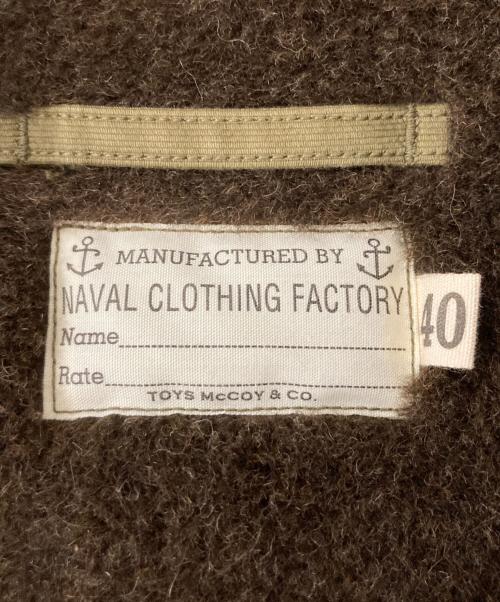 MANUFACTURED BY
NAVAL CLOTHING FACTORY
40
Name
Rate
TOYS McCOY & CO.